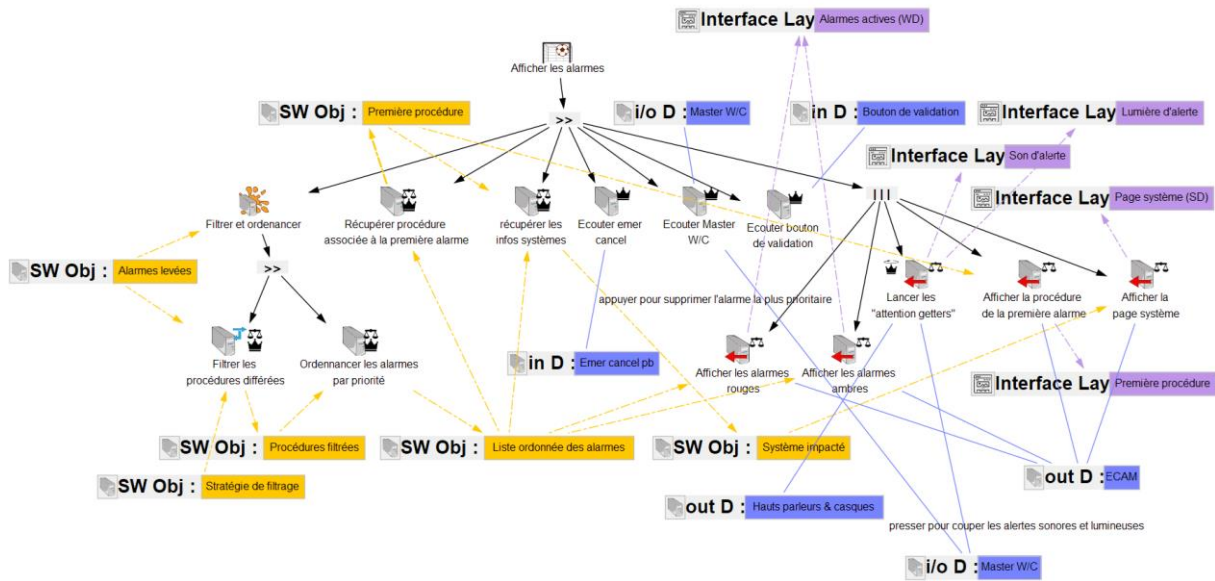 Interface Lay Alarmes actives (WD)
Afficher les alarmes
SW Obj : Première procédure
>>
i/o D : Master W/C
in D : Bouton de validation
Interface Lay Lumière d'alerte
Interface Lay Son d'alerte
Interface Lay Page système (SD)
Filtrer et ordenancer
Récupérer procédure
associée à la première alarme
récupérer les
infos systèmes
Ecouter emer
cancel
Ecouter Master
W/C
Ecouter bouton
de validation
|||
SW Obj : Alarmes levées
>>
appuyer pour supprimer l'alarme la plus prioritaire
Lancer les
"attention getters"
Afficher la procédure
de la première alarme
Afficher la
page système
Filtrer les
procédures différées
Ordennancer les alarmes
par priorité
in D : Emer cancel pb
Afficher les alarmes
rouges
Afficher les alarmes
ambres
Interface Lay Première procédure
SW Obj : Procédures filtrées
SW Obj : Liste ordonnée des alarmes
SW Obj : Système impacté
SW Obj : Stratégie de filtrage
out D : ECAM
out D : Hauts parleurs & casques
presser pour couper les alertes sonores et lumineuses
i/o D : Master W/C